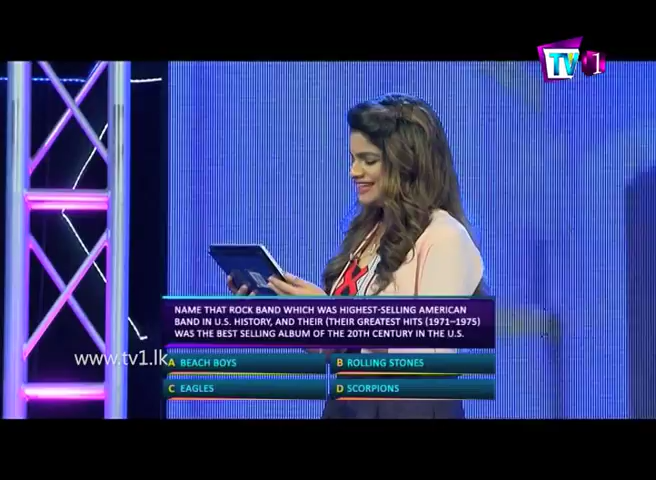 TV1
NAME THAT ROCK BAND WHICH WAS HIGHEST-SELLING AMERICAN
BAND IN U.S. HISTORY, AND THEIR (THEIR GREATEST HITS (1971–1975)
WAS THE BEST SELLING ALBUM OF THE 20TH CENTURY IN THE U.S.
www.tv1.lk
A BEACH BOYS
B ROLLING STONES
C EAGLES
D SCORPIONS